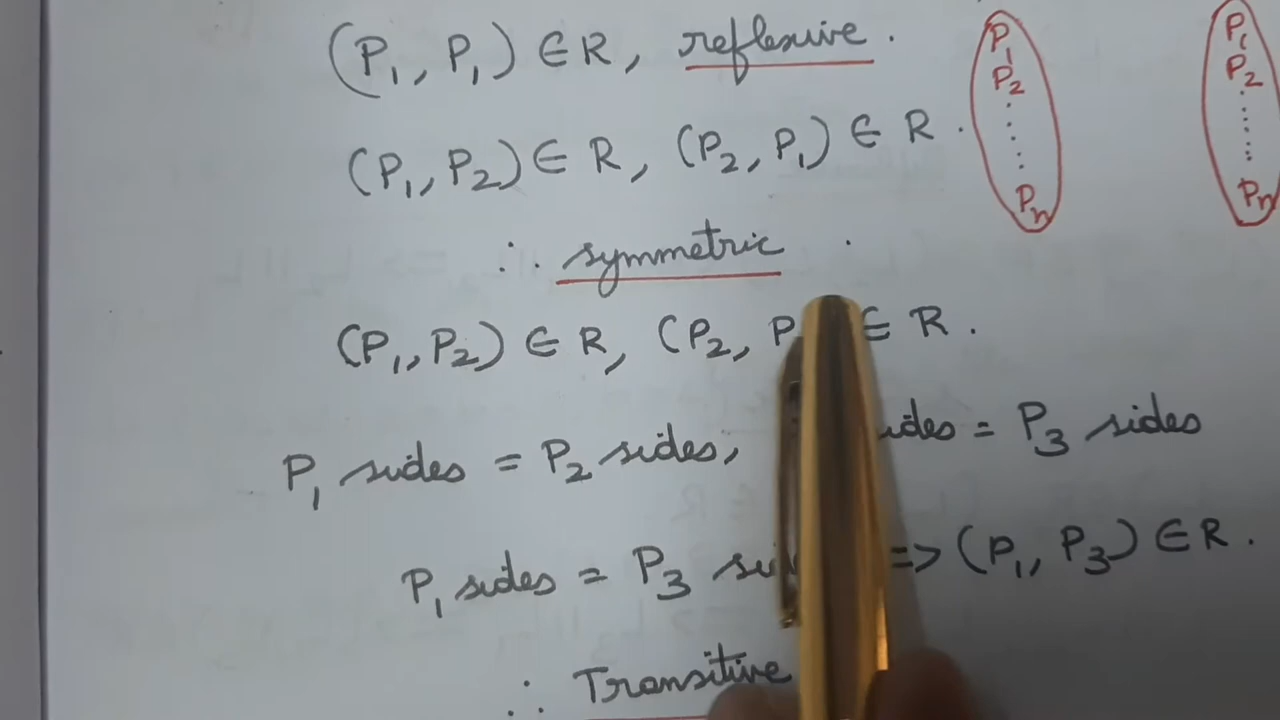 (P₁, P₁) ∈ R, reflexive.
(P₁, P₂) ∈ R, (P₂, P₁) ∈ R.
∴ symmetric.
(P₁, P₂) ∈ R, (P₂, P ∈ R.
P₁ sides = P₂ sides, = P₃ sides
P₁ sides = P₃ => (P₁, P₃) ∈ R.
∴ Transitive
P₁
P₂
......
Pn
P₁
P₂
......
Pn